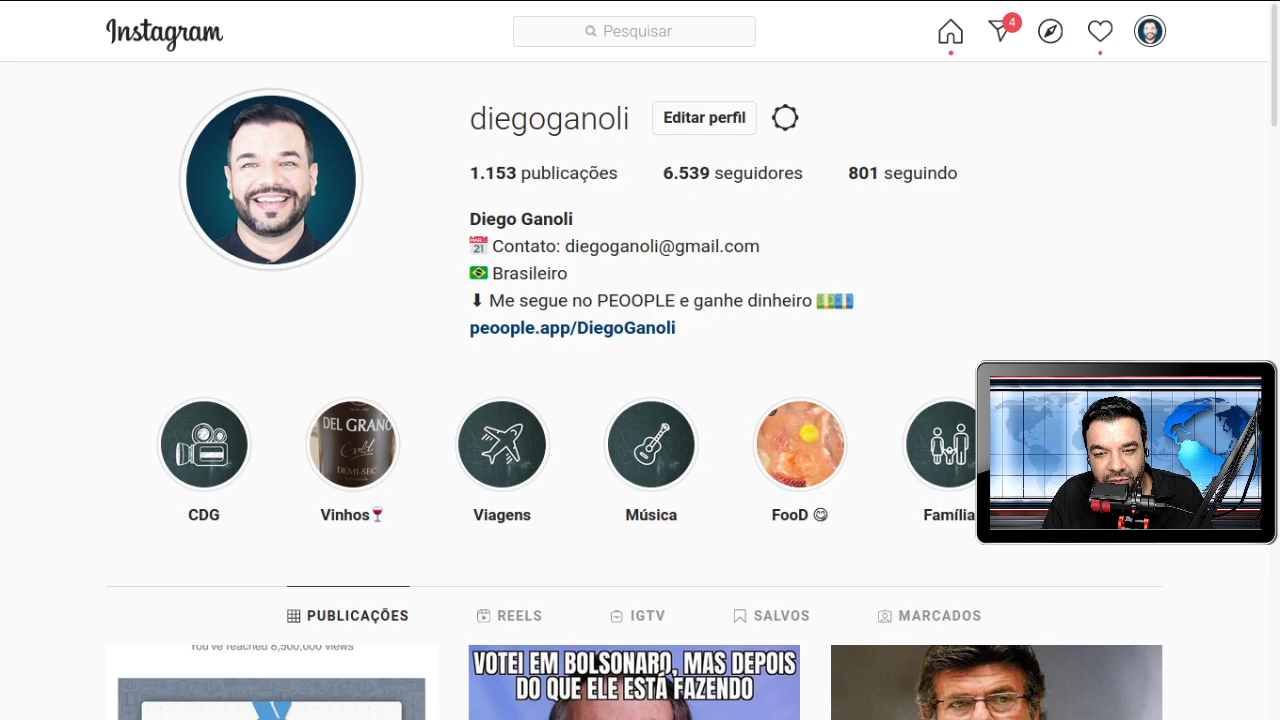 Instagram
Pesquisar
4
diegoganoli
Editar perfil
1.153 publicações
6.539 seguidores
801 seguindo
Diego Ganoli
Contato: diegoganoli@gmail.com
Brasileiro
⬇ Me segue no PEOOPLE e ganhe dinheiro
peoople.app/DiegoGanoli
DEL GRANO
Gold
DEMI-SEC
CDG
Vinhos🍷
Viagens
Música
FooD 😋
Família
PUBLICAÇÕES
REELS
IGTV
SALVOS
MARCADOS
You've reached 8,500,000 views
VOTEI EM BOLSONARO, MAS DEPOIS
DO QUE ELE ESTÁ FAZENDO